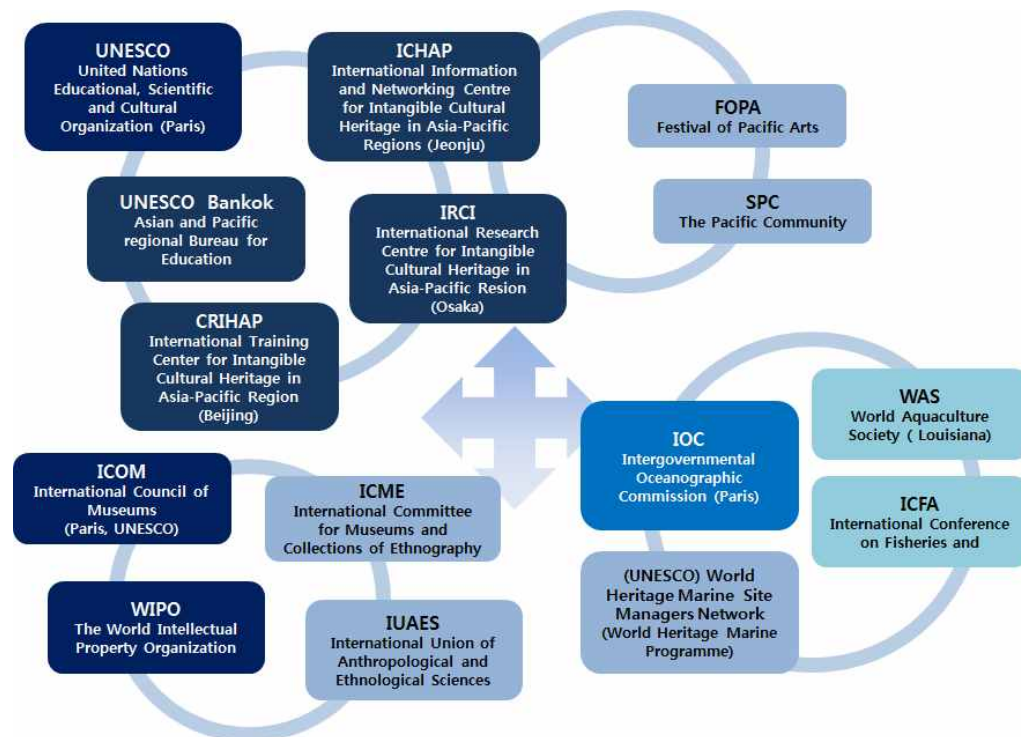 UNESCO
United Nations
Educational, Scientific
and Cultural
Organization (Paris)
ICHAP
International Information
and Networking Centre
for Intangible Cultural
Heritage in Asia-Pacific
Regions (Jeonju)
FOPA
Festival of Pacific Arts
UNESCO Bankok
Asian and Pacific
regional Bureau for
Education
IRCI
International Research
Centre for Intangible
Cultural Heritage in
Asia-Pacific Resion
(Osaka)
SPC
The Pacific Community
CRIHAP
International Training
Center for Intangible
Cultural Heritage in
Asia-Pacific Region
(Beijing)
IOC
Intergovernmental
Oceanographic
Commission (Paris)
WAS
World Aquaculture
Society ( Louisiana)
ICOM
International Council of
Museums
(Paris, UNESCO)
ICME
International Committee
for Museums and
Collections of Ethnography
ICFA
International Conference
on Fisheries and
WIPO
The World Intellectual
Property Organization
IUAES
International Union of
Anthropological and
Ethnological Sciences
(UNESCO) World
Heritage Marine Site
Managers Network
(World Heritage Marine
Programme)